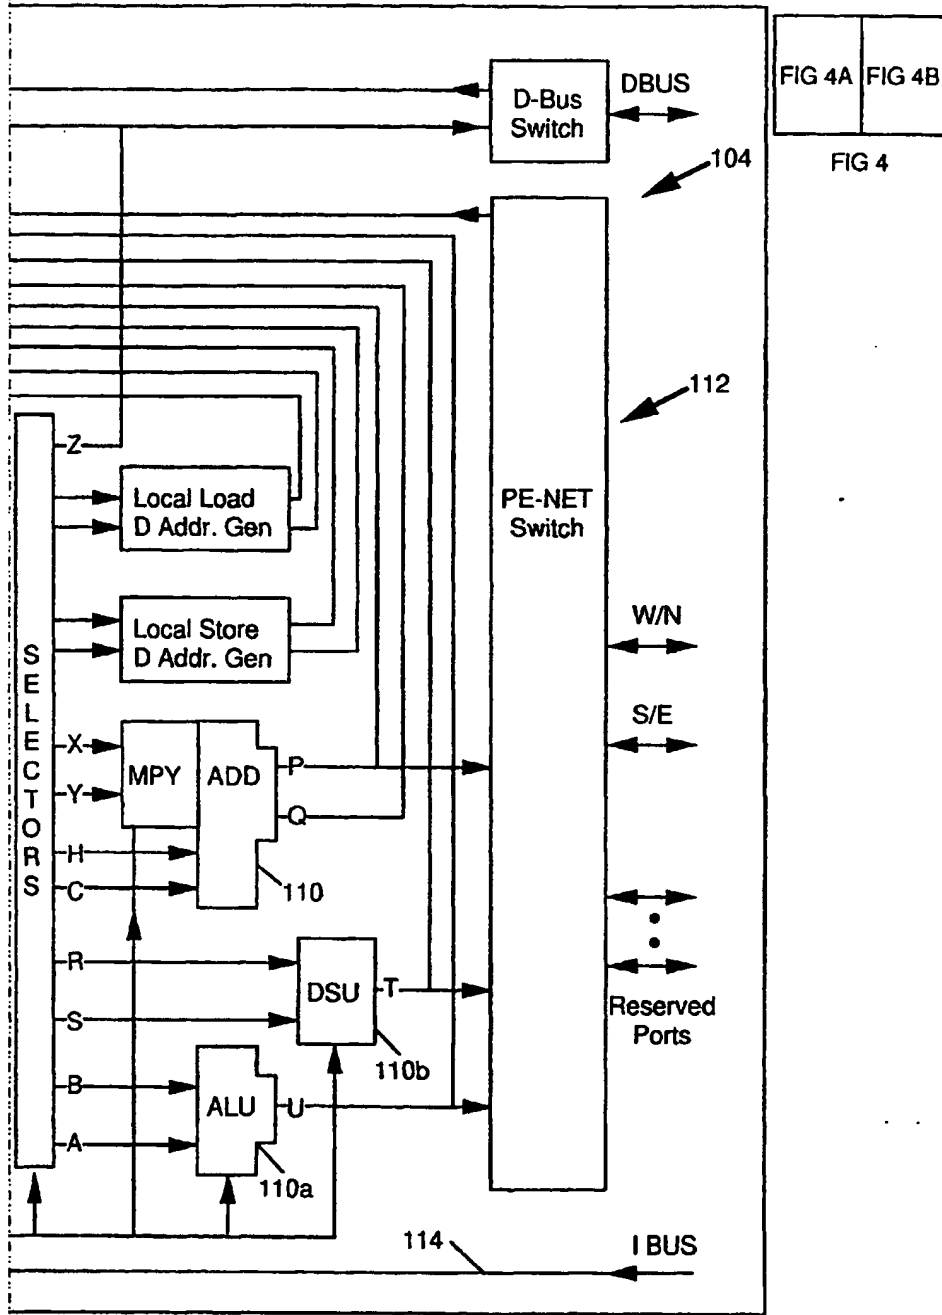 D-Bus
Switch
DBUS
FIG 4A
FIG 4B
FIG 4
104
112
PE-NET
Switch
Z
Local Load
D Addr. Gen
Local Store
D Addr. Gen
SELECTORS
W/N
S/E
X
Y
MPY
ADD
P
Q
H
C
110
R
S
DSU
T
110b
Reserved
Ports
B
A
ALU
U
110a
114
I BUS